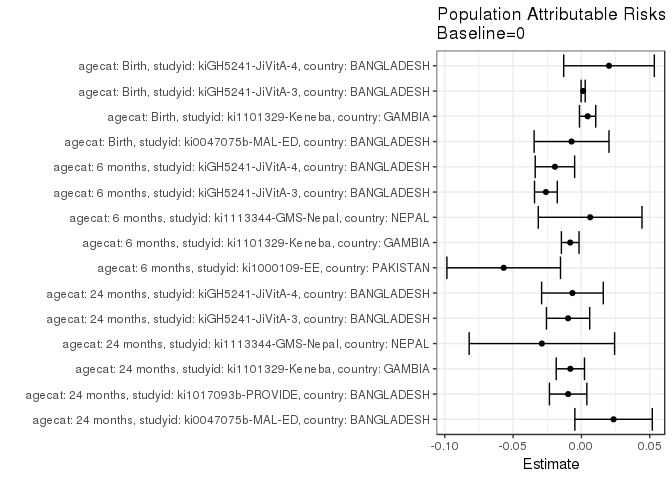 Population Attributable Risks
Baseline=0
agecat: Birth, studyid: kiGH5241-JiVitA-4, country: BANGLADESH
agecat: Birth, studyid: kiGH5241-JiVitA-3, country: BANGLADESH
agecat: Birth, studyid: ki1101329-Keneba, country: GAMBIA
agecat: Birth, studyid: ki0047075b-MAL-ED, country: BANGLADESH
agecat: 6 months, studyid: kiGH5241-JiVitA-4, country: BANGLADESH
agecat: 6 months, studyid: kiGH5241-JiVitA-3, country: BANGLADESH
agecat: 6 months, studyid: ki1113344-GMS-Nepal, country: NEPAL
agecat: 6 months, studyid: ki1101329-Keneba, country: GAMBIA
agecat: 6 months, studyid: ki1000109-EE, country: PAKISTAN
agecat: 24 months, studyid: kiGH5241-JiVitA-4, country: BANGLADESH
agecat: 24 months, studyid: kiGH5241-JiVitA-3, country: BANGLADESH
agecat: 24 months, studyid: ki1113344-GMS-Nepal, country: NEPAL
agecat: 24 months, studyid: ki1101329-Keneba, country: GAMBIA
agecat: 24 months, studyid: ki1017093b-PROVIDE, country: BANGLADESH
agecat: 24 months, studyid: ki0047075b-MAL-ED, country: BANGLADESH
-0.10 -0.05 0.00 0.05
Estimate